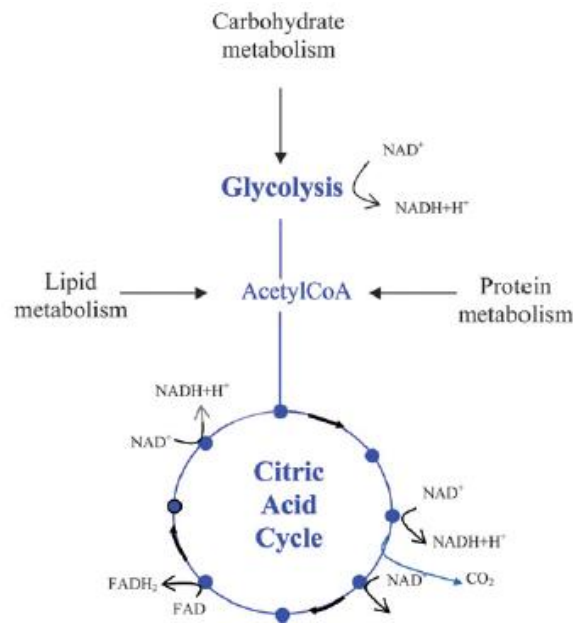 Carbohydrate
metabolism
NAD⁺
Glycolysis
NADH+H⁺
Lipid
metabolism
AcetylCoA
Protein
metabolism
NADH+H⁺
NAD⁺
Citric
Acid
Cycle
NAD⁺
NADH+H⁺
FADH₂
FAD
NAD
CO₂